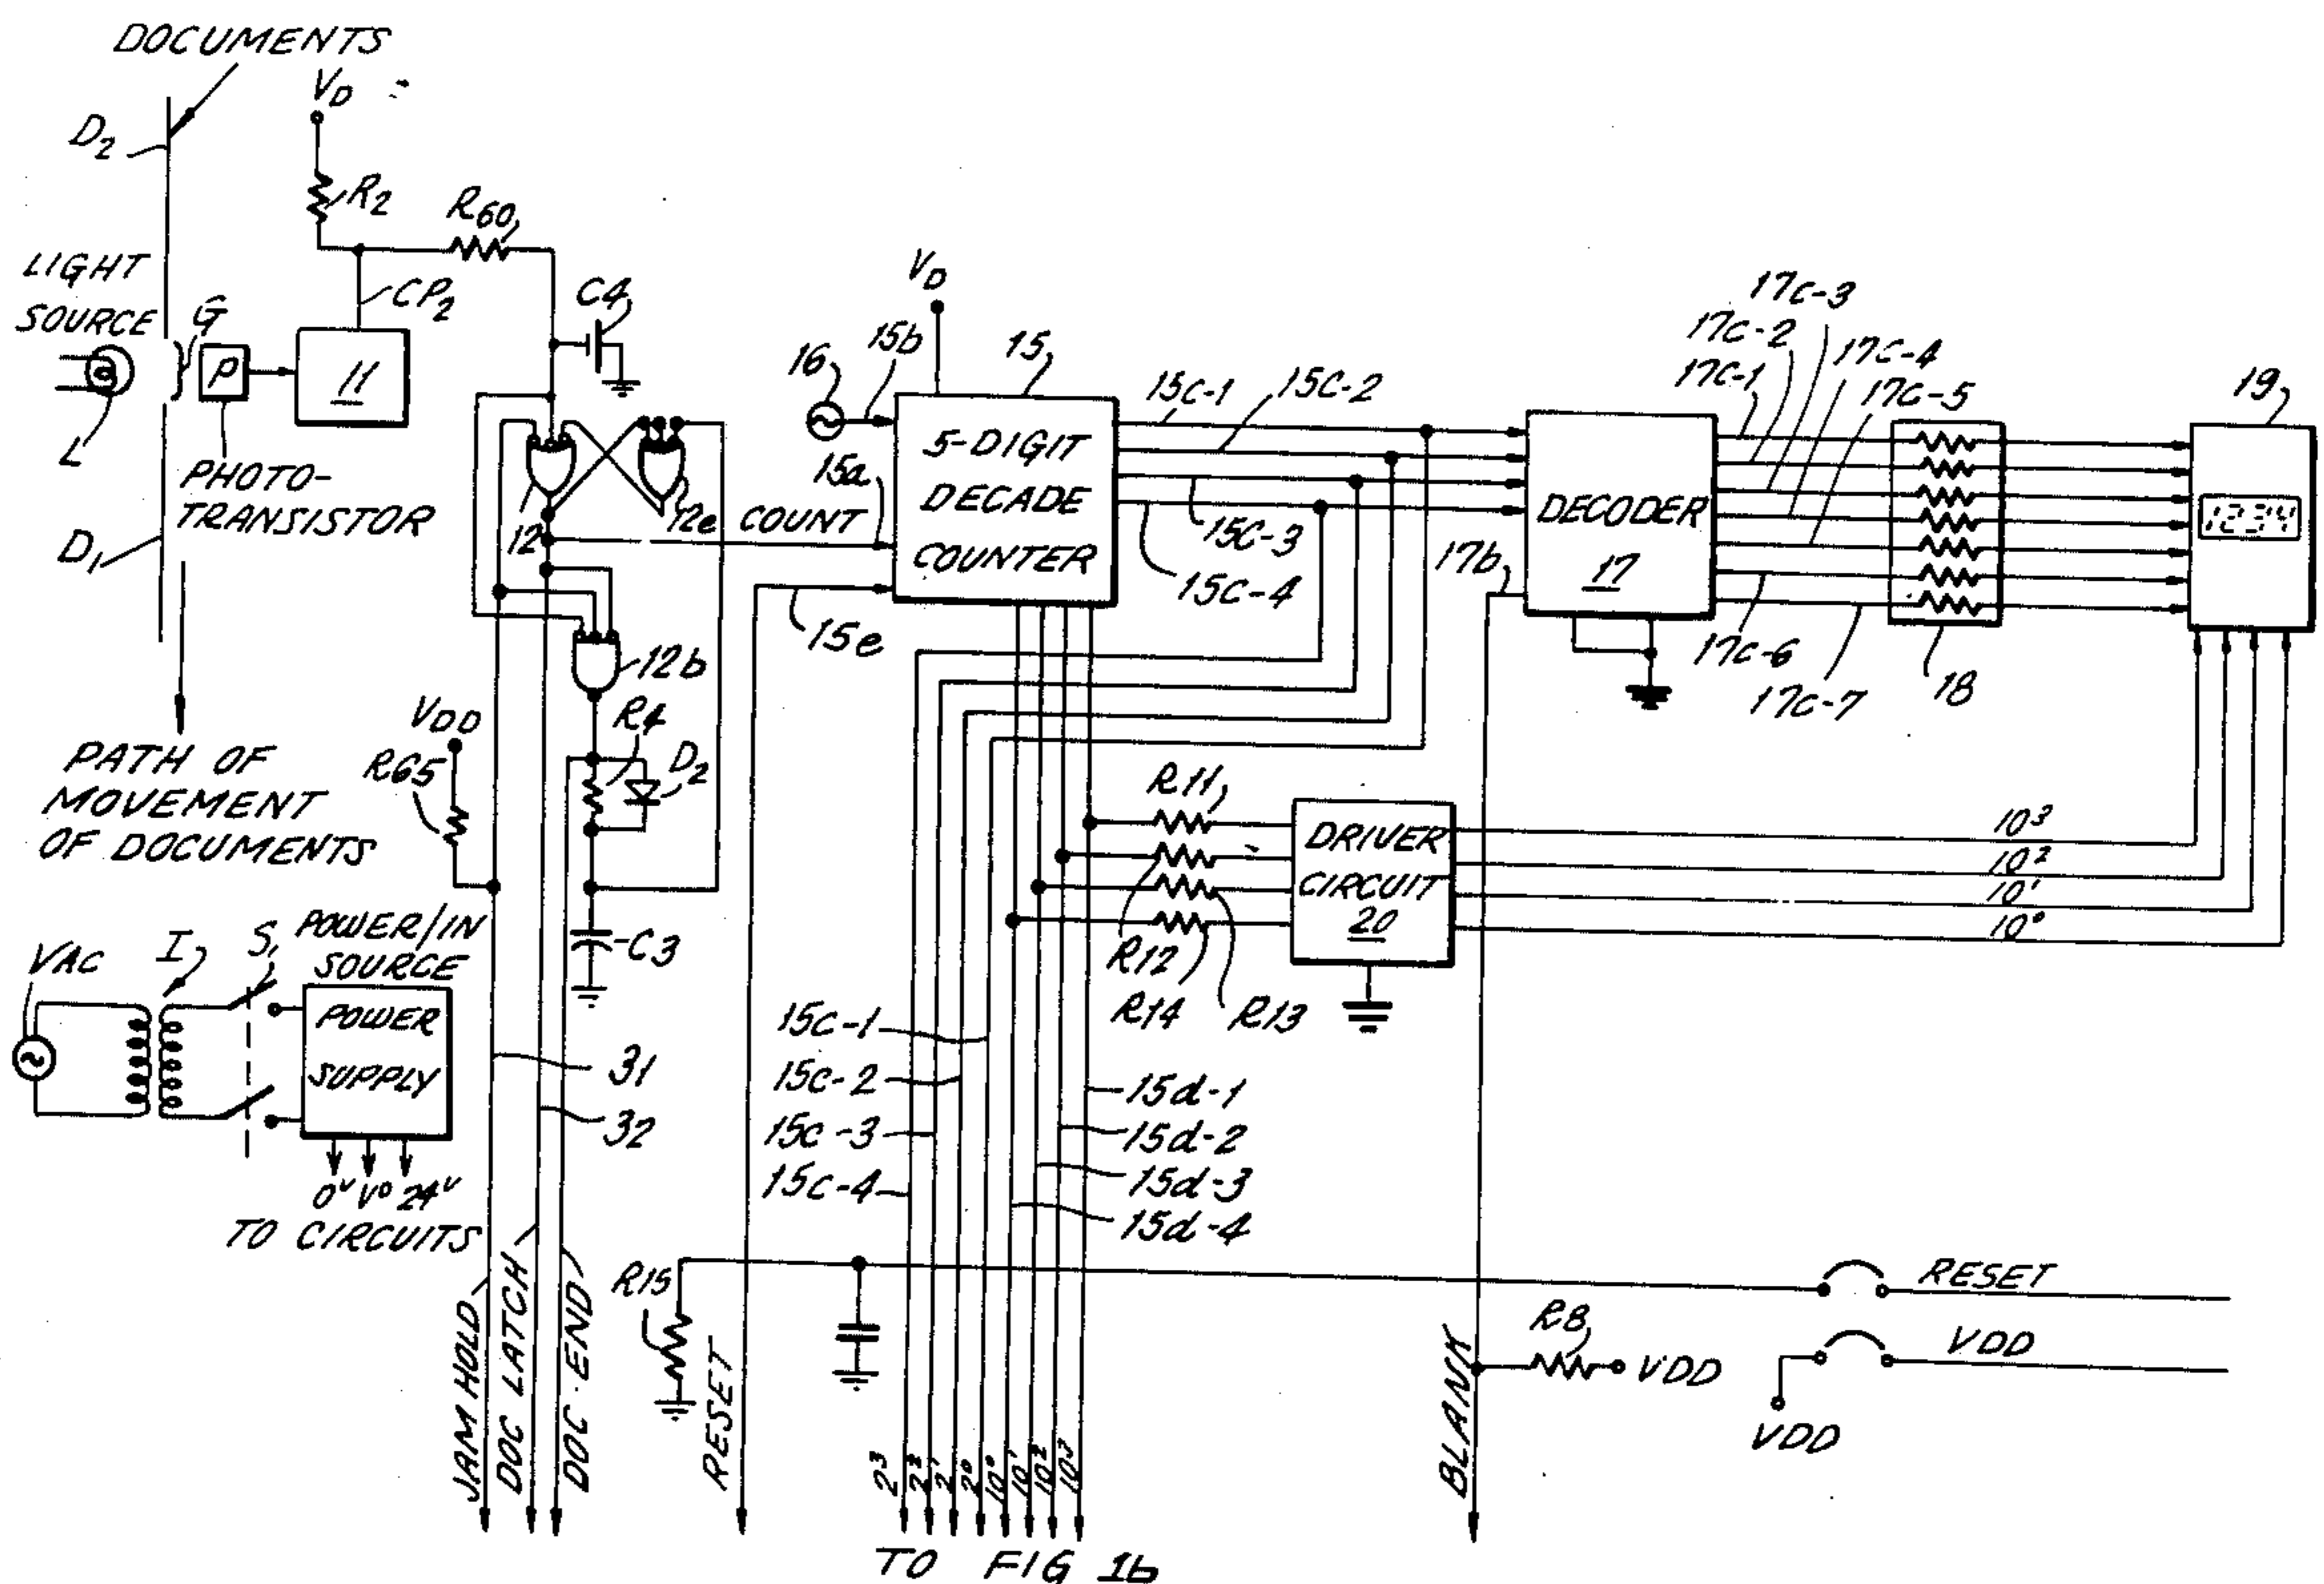 DOCUMENTS
VD
D2
R2
R60
LIGHT
SOURCE
G
CP2
C4
P
11
L
PHOTO-
TRANSISTOR
D1
12
12e
COUNT
VD
16
15b
15
15a
5-DIGIT
DECADE
COUNTER
15e
15C-1
15C-2
15C-3
15C-4
17C-3
17C-2
17C-1
17C-4
17C-5
DECODER
17
17b
17C-6
17C-7
18
19
1234
12b
R4
D2
VDD
R65
PATH OF
MOVEMENT
OF DOCUMENTS
C3
R11
DRIVER
CIRCUIT
20
R12
R14
R13
10³
10²
10'
10°
VAC
I
S1
POWER/IN
SOURCE
POWER
SUPPLY
0V VD 24V
TO CIRCUITS
31
32
15C-1
15C-2
15C-3
15C-4
15d-1
15d-2
15d-3
15d-4
R15
RESET
R8
VDD
VDD
VDD
JAM HOLD
DOC LATCH
DOC END
RESET
2³
2²
2'
2°
10°
10'
10²
10³
BLANK
TO FIG 1b